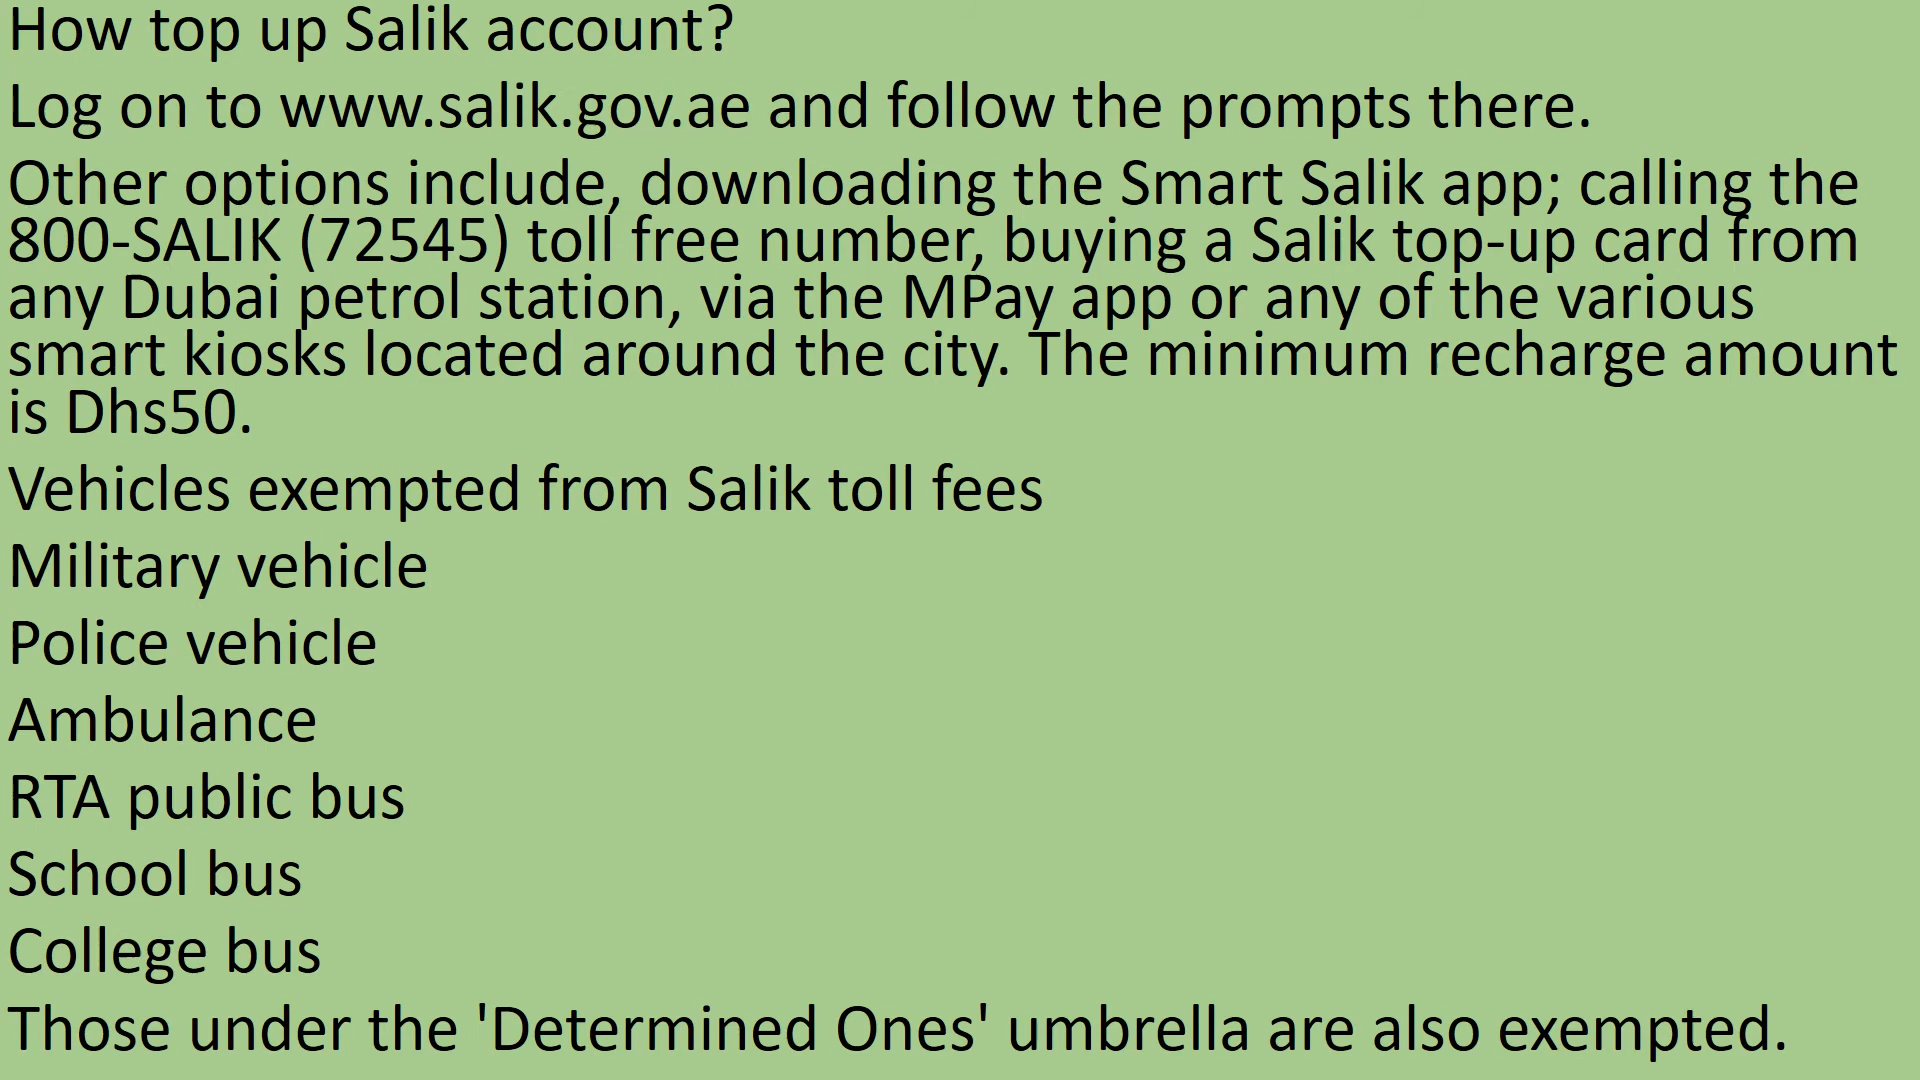 How top up Salik account?
Log on to www.salik.gov.ae and follow the prompts there.
Other options include, downloading the Smart Salik app; calling the
800-SALIK (72545) toll free number, buying a Salik top-up card from
any Dubai petrol station, via the MPay app or any of the various
smart kiosks located around the city. The minimum recharge amount
is Dhs50.
Vehicles exempted from Salik toll fees
Military vehicle
Police vehicle
Ambulance
RTA public bus
School bus
College bus
Those under the 'Determined Ones' umbrella are also exempted.